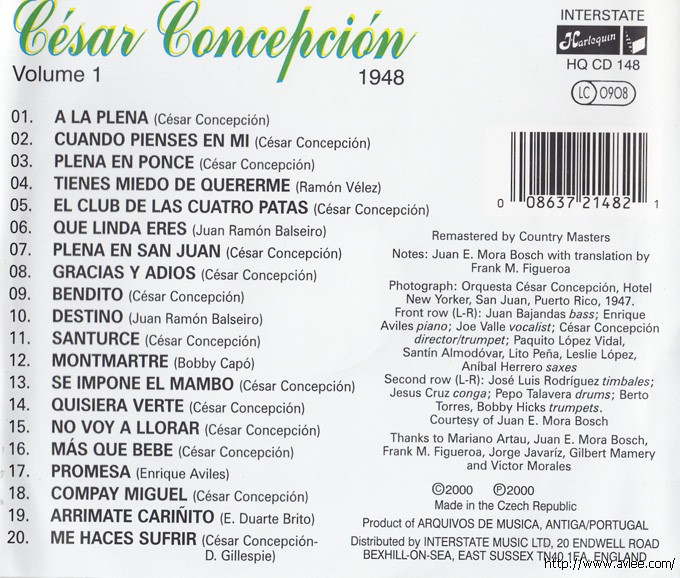 César Concepción
Volume 1
1948
01. A LA PLENA (César Concepción)
02. CUANDO PIENSES EN MI (César Concepción)
03. PLENA EN PONCE (César Concepción)
04. TIENES MIEDO DE QUERERME (Ramón Vélez)
05. EL CLUB DE LAS CUATRO PATAS (César Concepción)
06. QUE LINDA ERES (Juan Ramón Balseiro)
07. PLENA EN SAN JUAN (César Concepción)
08. GRACIAS Y ADIOS (César Concepción)
09. BENDITO (César Concepción)
10. DESTINO (Juan Ramón Balseiro)
11. SANTURCE (César Concepción)
12. MONTMARTRE (Bobby Capó)
13. SE IMPONE EL MAMBO (César Concepción)
14. QUISIERA VERTE (César Concepción)
15. NO VOY A LLORAR (César Concepción)
16. MÁS QUE BEBE (César Concepción)
17. PROMESA (Enrique Aviles)
18. COMPAY MIGUEL (César Concepción)
19. ARRIMATE CARIÑITO (E. Duarte Brito)
20. ME HACES SUFRIR (César Concepción-
D. Gillespie)
INTERSTATE
Harlequin
HQ CD 148
LC 0908
0 08637 21482 1
Remastered by Country Masters
Notes: Juan E. Mora Bosch with translation by
Frank M. Figueroa
Photograph: Orquesta César Concepción, Hotel
New Yorker, San Juan, Puerto Rico, 1947.
Front row (L-R): Juan Bajandas bass; Enrique
Aviles piano; Joe Valle vocalist; César Concepción
director/trumpet; Paquito López Vidal,
Santín Almodóvar, Lito Peña, Leslie López,
Aníbal Herrero saxes
Second row (L-R): José Luis Rodríguez timbales;
Jesus Cruz conga; Pepo Talavera drums; Berto
Torres, Bobby Hicks trumpets.
Courtesy of Juan E. Mora Bosch
Thanks to Mariano Artau, Juan E. Mora Bosch,
Frank M. Figueroa, Jorge Javaríz, Gilbert Mamery
and Victor Morales
©2000 ℗2000
Made in the Czech Republic
Product of ARQUIVOS DE MUSICA, ANTIGA/PORTUGAL
Distributed by INTERSTATE MUSIC LTD, 20 ENDWELL ROAD
BEXHILL-ON-SEA, EAST SUSSEX TN40 1EA, ENGLAND
http://www.avlee.com/